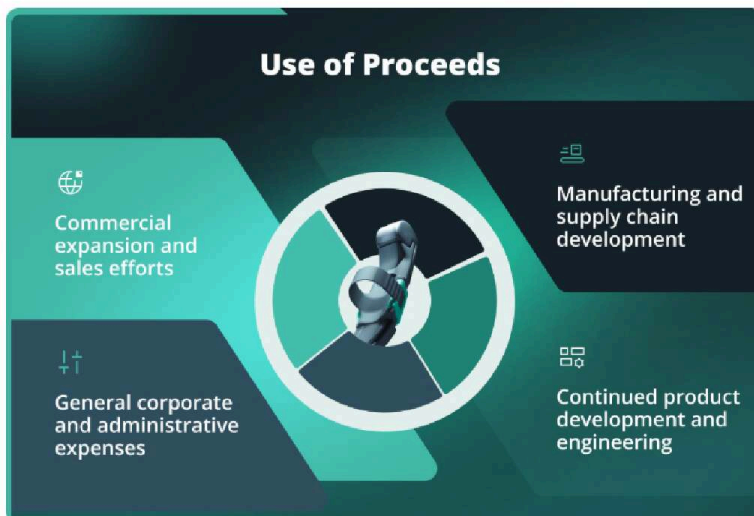 Use of Proceeds
Commercial
expansion and
sales efforts
Manufacturing and
supply chain
development
General corporate
and administrative
expenses
Continued product
development and
engineering